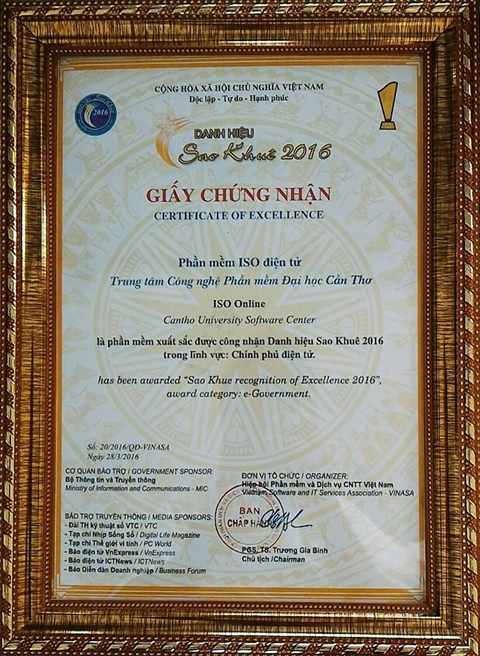 CỘNG HÒA XÃ HỘI CHỦ NGHĨA VIỆT NAM
Độc lập - Tự do - Hạnh phúc
2016
DANH HIỆU
Sao Khuê 2016
GIẤY CHỨNG NHẬN
CERTIFICATE OF EXCELLENCE
Phần mềm ISO điện tử
Trung tâm Công nghệ Phần mềm Đại học Cần Thơ
ISO Online
Cantho University Software Center
là phần mềm xuất sắc được công nhận Danh hiệu Sao Khuê 2016
trong lĩnh vực: Chính phủ điện tử.
has been awarded “Sao Khue recognition of Excellence 2016”,
award category: e-Government.
Số: 20/2016/QĐ-VINASA
Ngày 28/3/2016
CƠ QUAN BẢO TRỢ / GOVERNMENT SPONSOR:
Bộ Thông tin và Truyền thông
Ministry of Information and Communications - MIC
ĐƠN VỊ TỔ CHỨC / ORGANIZER:
Hiệp hội Phần mềm và Dịch vụ CNTT Việt Nam
Vietnam Software and IT Services Association - VINASA
BẢO TRỢ TRUYỀN THÔNG / MEDIA SPONSORS:
- Đài TH kỹ thuật số VTC / VTC
- Tạp chí Nhịp Sống Số / Digital Life Magazine
- Tạp chí Thế giới vi tính / PC World
- Báo điện tử VnExpress / VnExpress
- Báo điện tử ICTNews / ICTNews
- Báo Diễn đàn Doanh nghiệp / Business Forum
BAN
CHẤP HÀNH
PGS. TS. Trương Gia Bình
Chủ tịch / Chairman